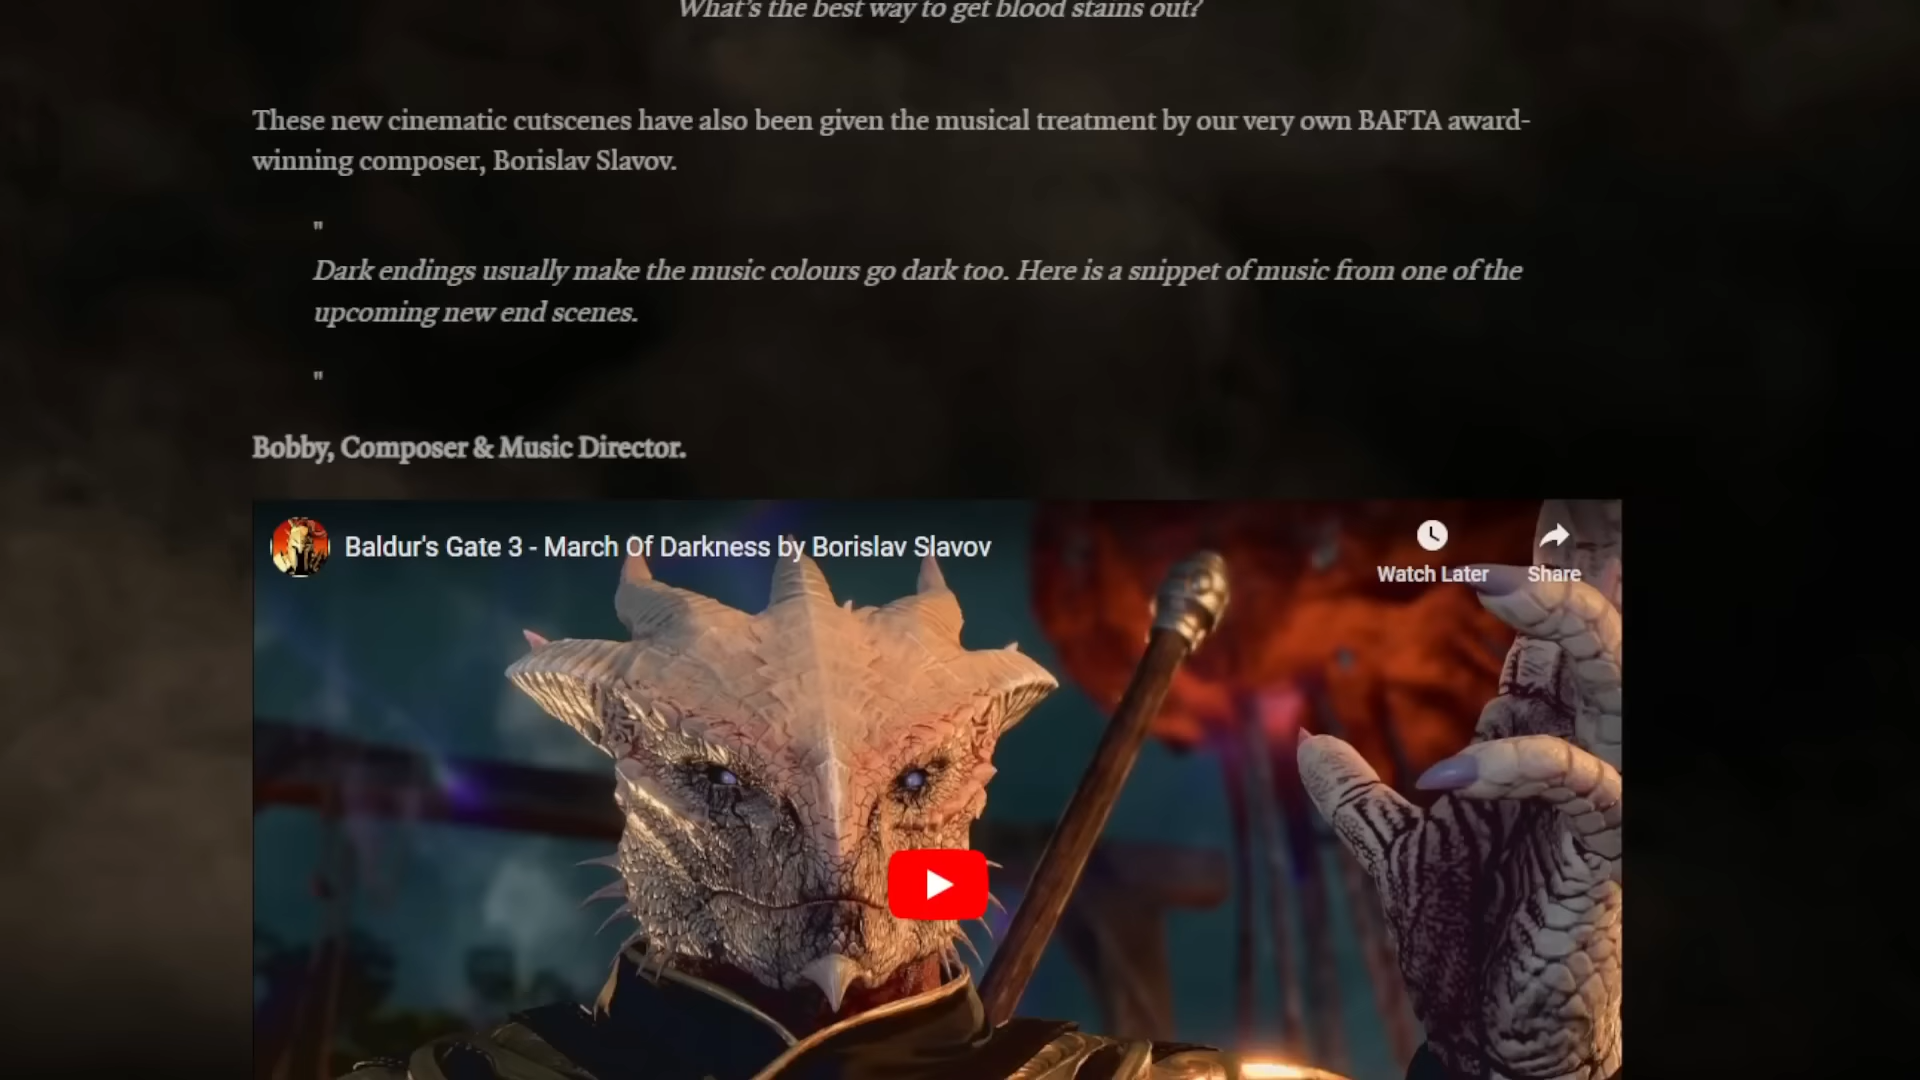 What's the best way to get blood stains out?
These new cinematic cutscenes have also been given the musical treatment by our very own BAFTA award-
winning composer, Borislav Slavov.
"
Dark endings usually make the music colours go dark too. Here is a snippet of music from one of the
upcoming new end scenes.
"
Bobby, Composer & Music Director.
Baldur's Gate 3 - March Of Darkness by Borislav Slavov
Watch Later
Share